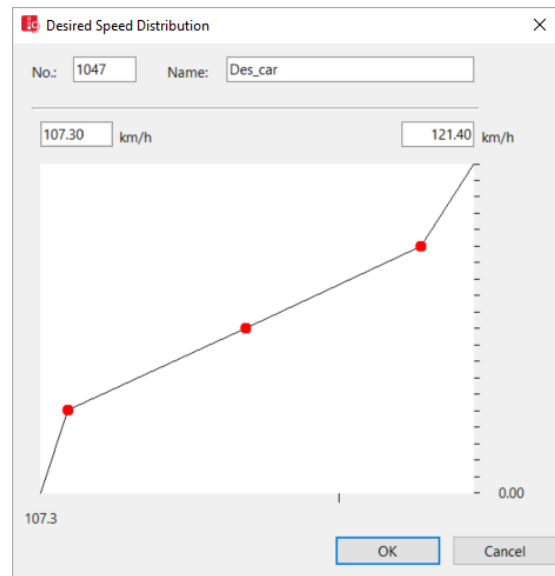 Desired Speed Distribution
No.: 1047 Name: Des_car
107.30 km/h 121.40 km/h
0.00
107.3
OK Cancel